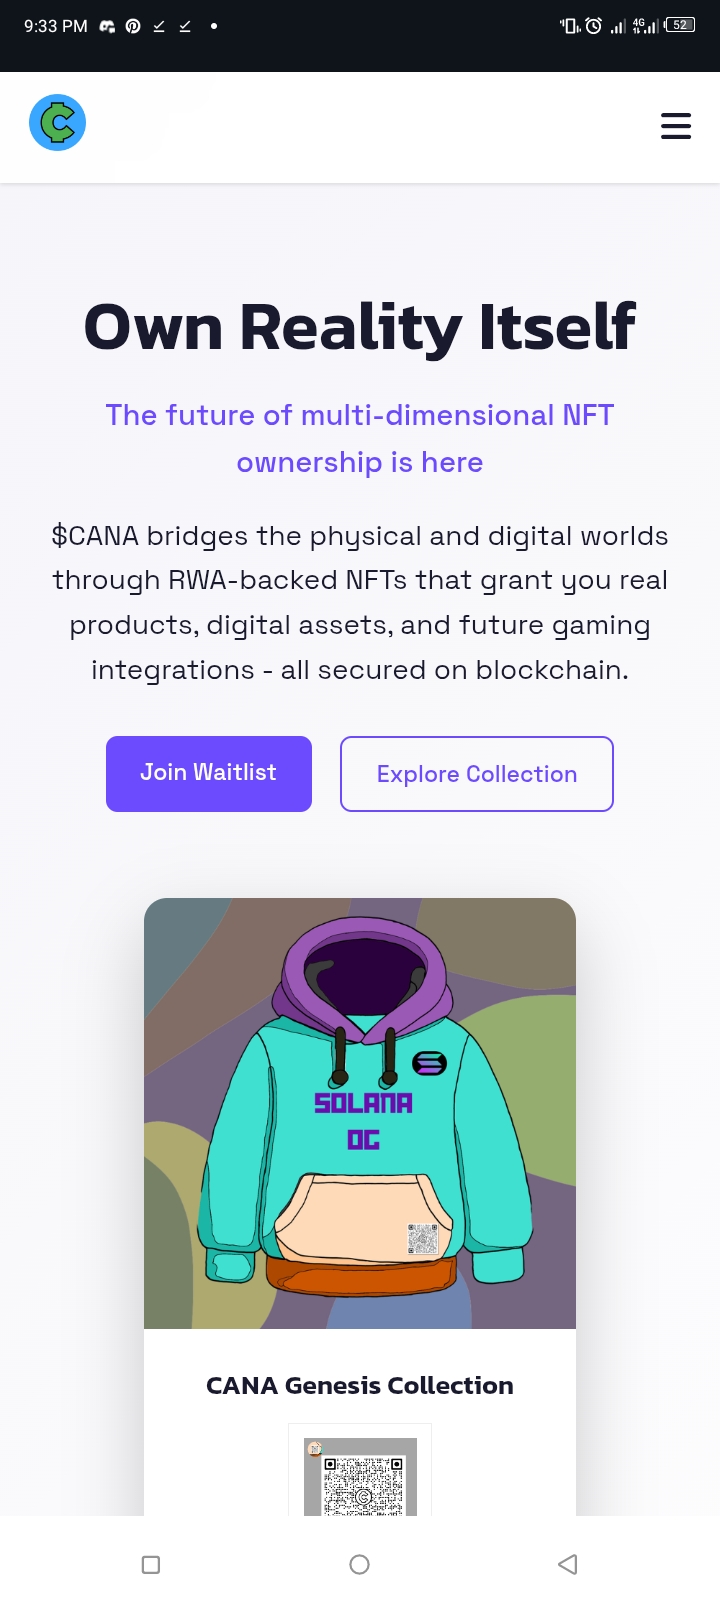 9:33 PM
4G
52
Own Reality Itself
The future of multi-dimensional NFT
ownership is here
$CANA bridges the physical and digital worlds
through RWA-backed NFTs that grant you real
products, digital assets, and future gaming
integrations - all secured on blockchain.
Join Waitlist
Explore Collection
SOLANA
OG
CANA Genesis Collection